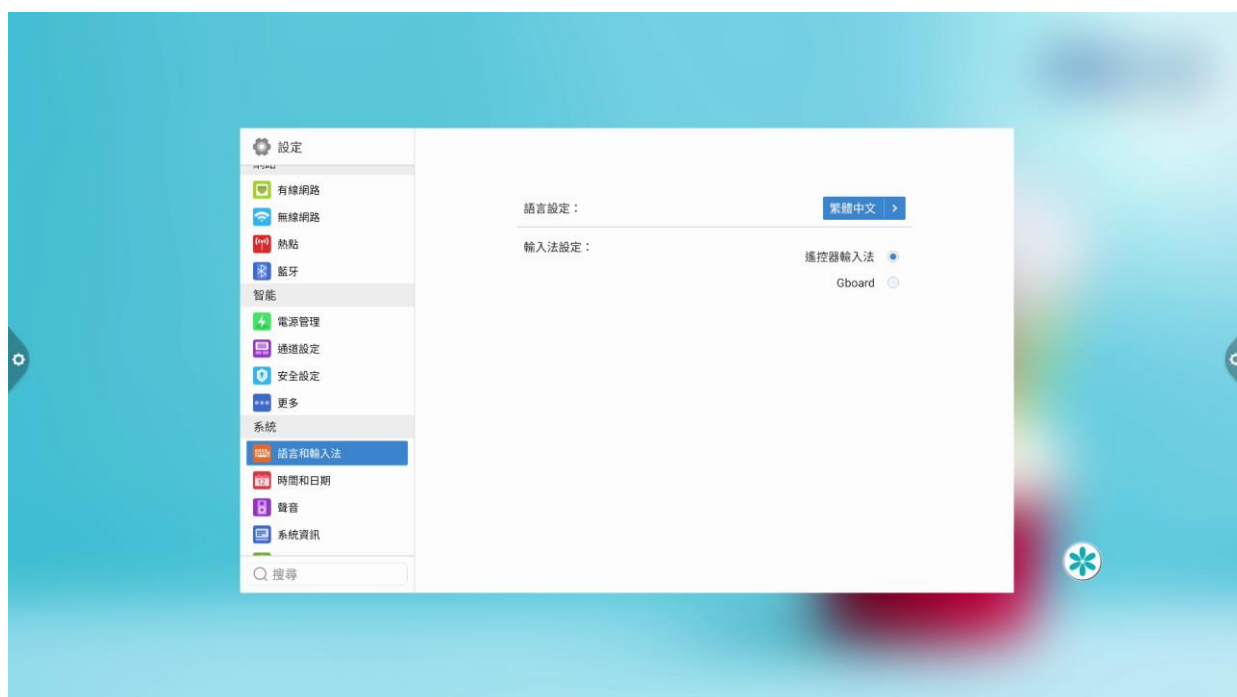 設定
有線網路
無線網路
熱點
藍牙
智能
電源管理
通道設定
安全設定
更多
系統
語言和輸入法
時間和日期
聲音
系統資訊
搜尋
語言設定：
繁體中文
輸入法設定：
遙控器輸入法
Gboard